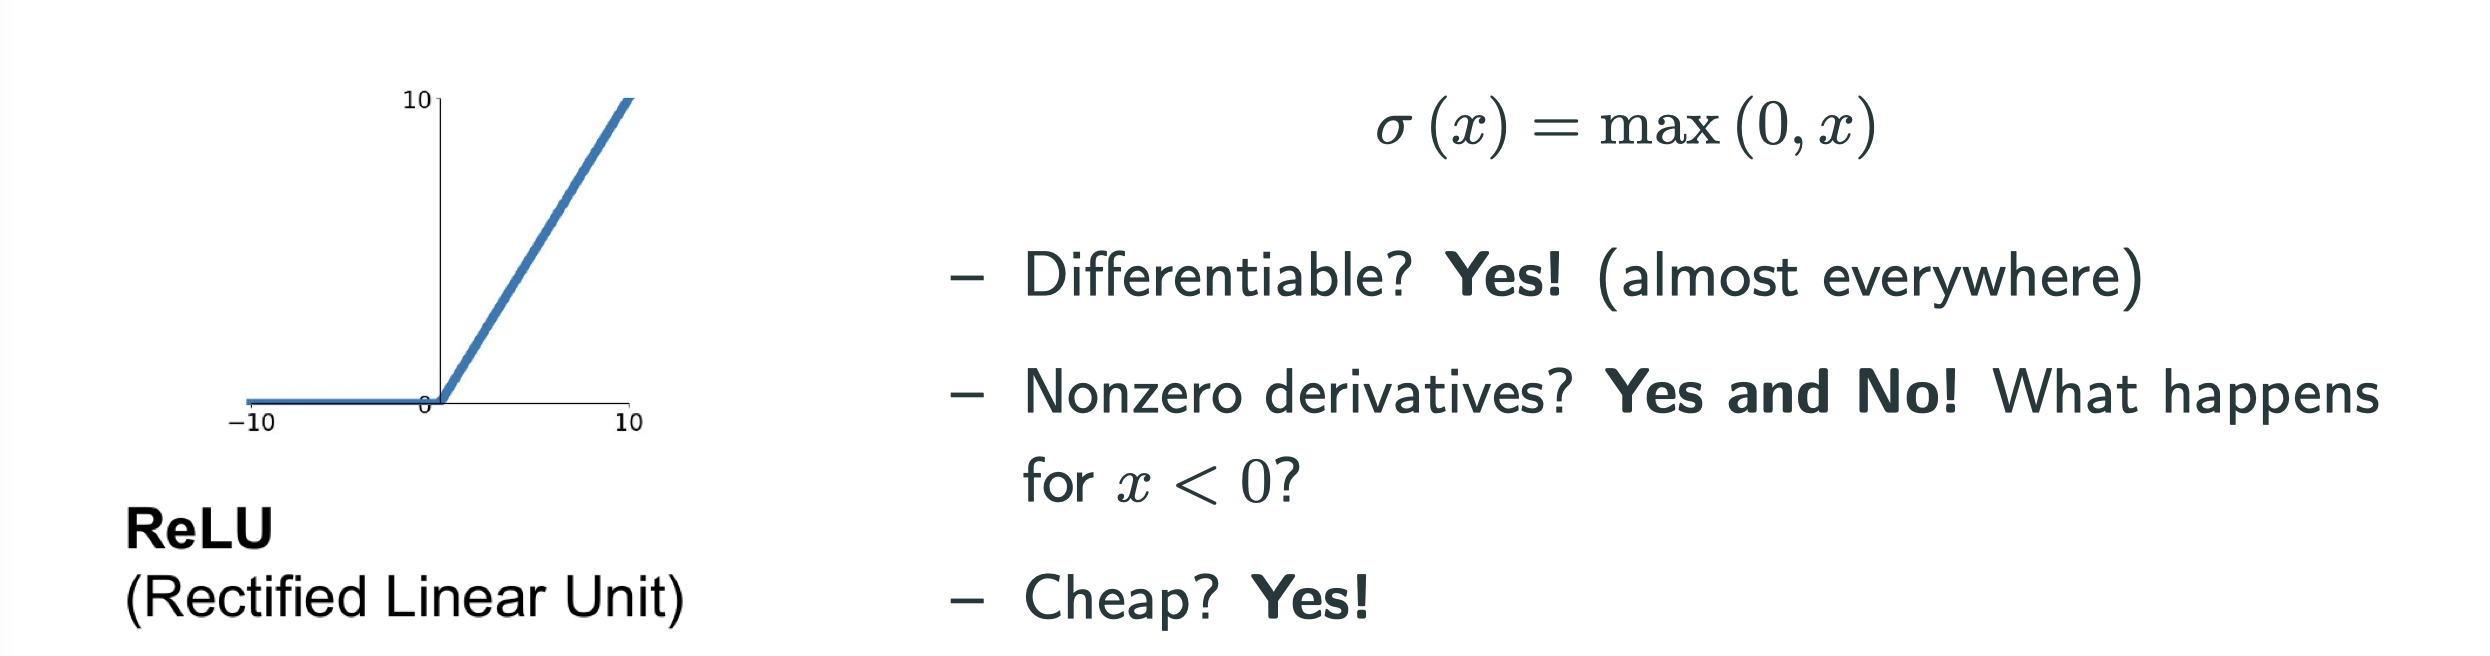 10
0
−10
10
ReLU
(Rectified Linear Unit)
σ (x) = max (0, x)
– Differentiable? Yes! (almost everywhere)
– Nonzero derivatives? Yes and No! What happens
for x < 0?
– Cheap? Yes!